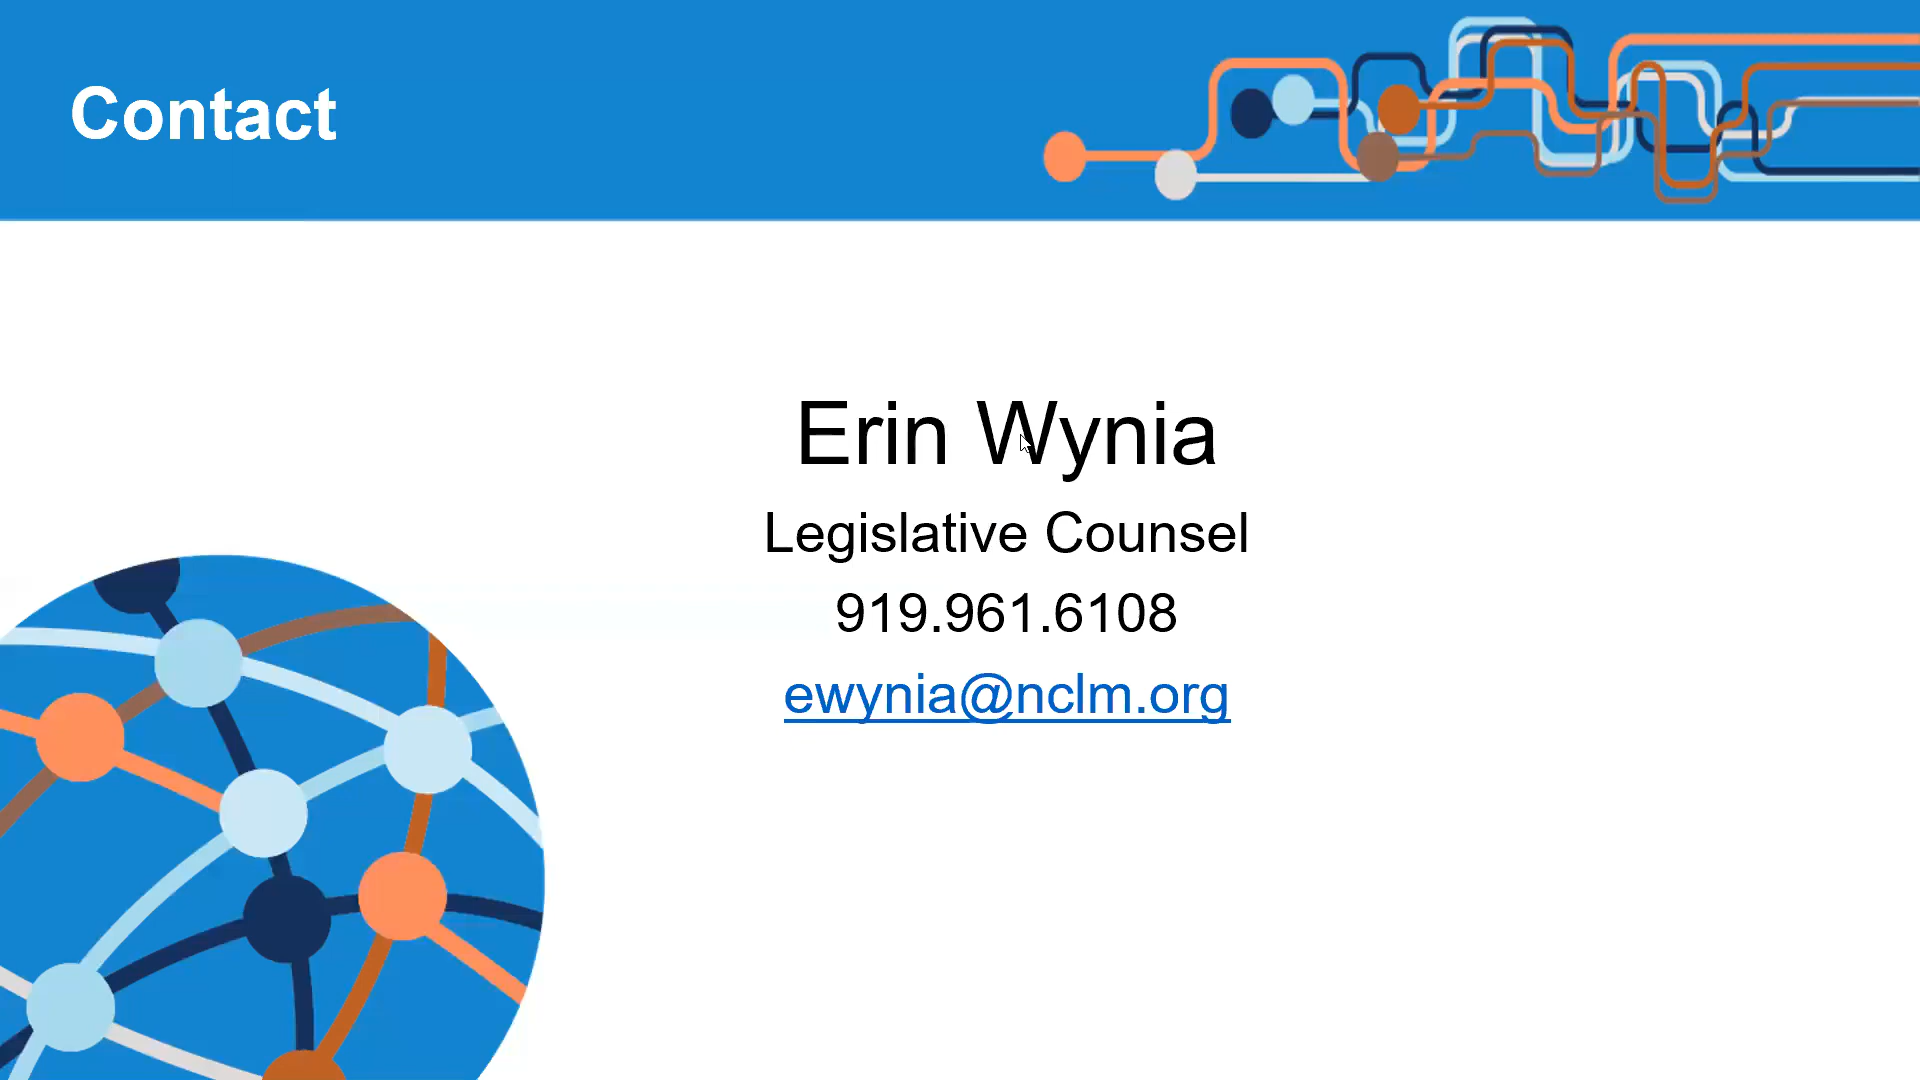 Contact
Erin Wynia
Legislative Counsel
919.961.6108
ewynia@nclm.org